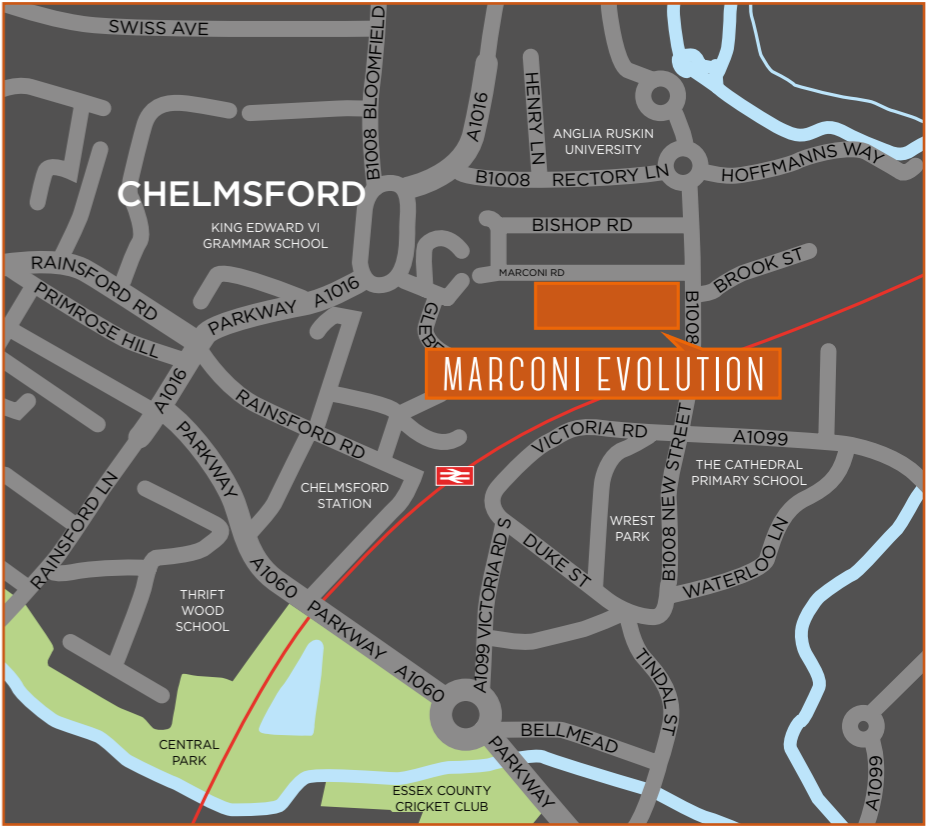 SWISS AVE
B1008 BLOOMFIELD
A1016
HENRY LN
ANGLIA RUSKIN
UNIVERSITY
B1008 RECTORY LN
HOFFMANNS WAY
CHELMSFORD
KING EDWARD VI
GRAMMAR SCHOOL
BISHOP RD
MARCONI RD
BROOK ST
RAINSFORD RD
PRIMROSE HILL
PARKWAY A1016
GLEBE
B1008
MARCONI EVOLUTION
A1016
RAINSFORD RD
PARKWAY
VICTORIA RD
A1099
THE CATHEDRAL
PRIMARY SCHOOL
CHELMSFORD
STATION
WREST
PARK
B1008 NEW STREET
RAINSFORD LN
DUKE ST
WATERLOO LN
A1060
PARKWAY
A1060
THRIFT
WOOD
SCHOOL
A1099 VICTORIA RD S
TINDAL ST
CENTRAL
PARK
BELLMEAD
PARKWAY
ESSEX COUNTY
CRICKET CLUB
A1099